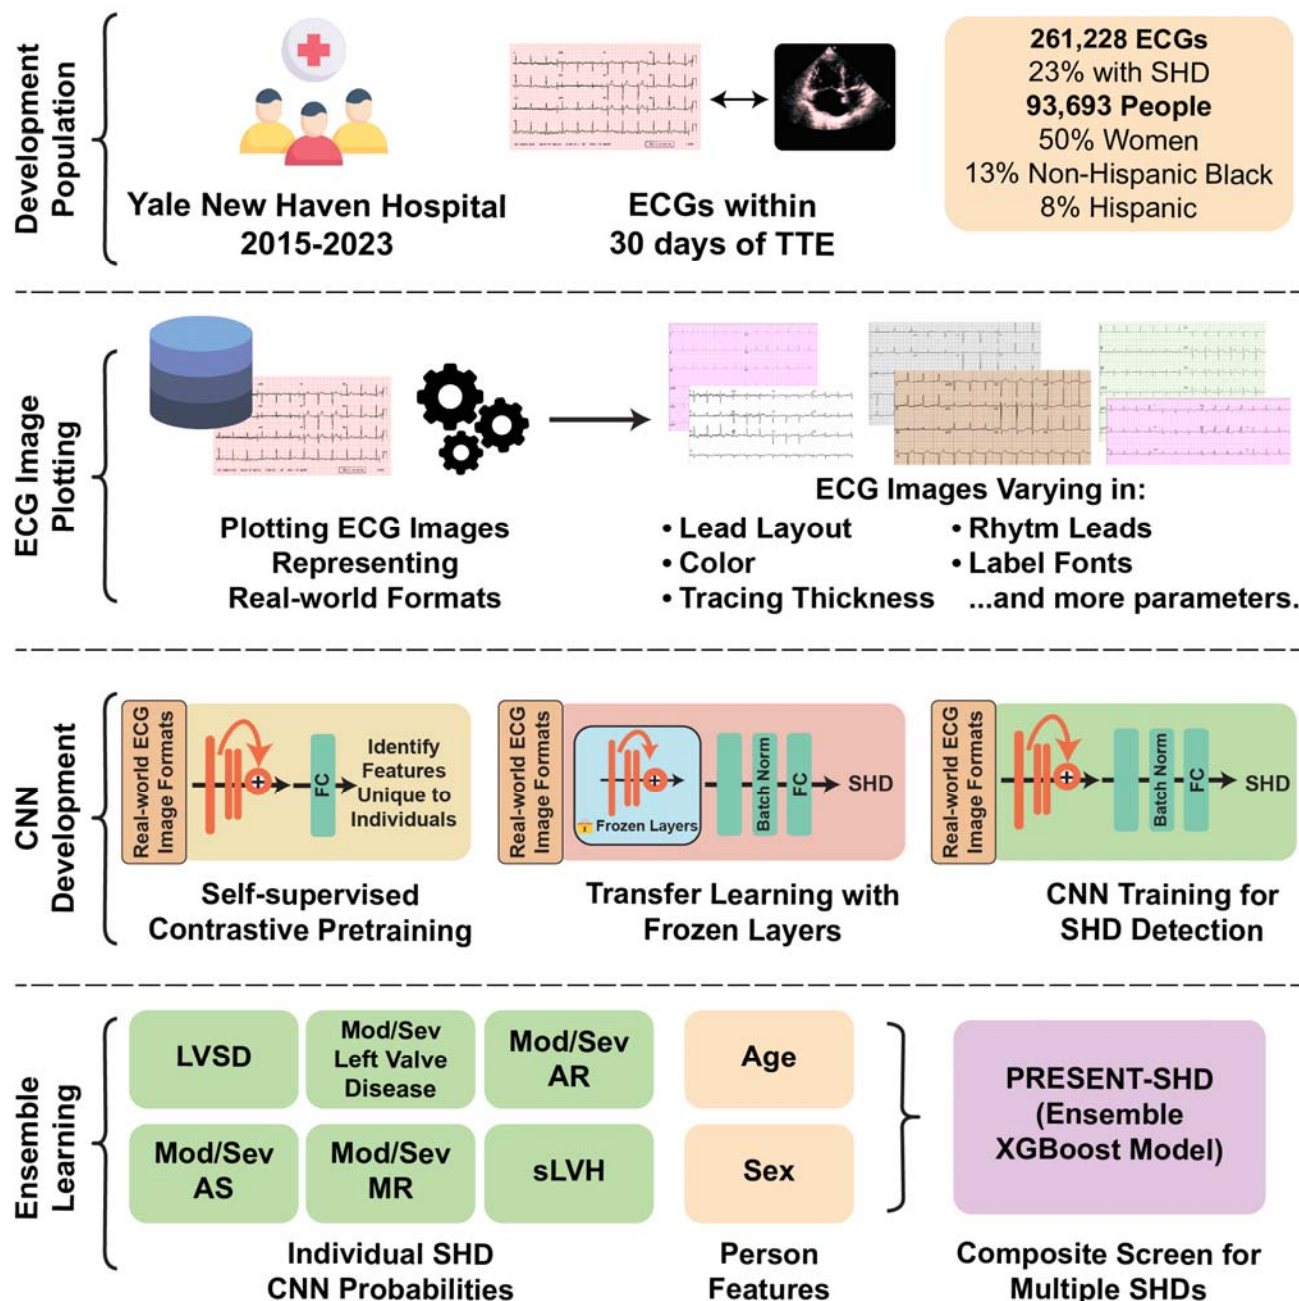 Development
Population
Yale New Haven Hospital
2015-2023
ECGs within
30 days of TTE
261,228 ECGs
23% with SHD
93,693 People
50% Women
13% Non-Hispanic Black
8% Hispanic
ECG Image
Plotting
Plotting ECG Images
Representing
Real-world Formats
ECG Images Varying in:
• Lead Layout
• Color
• Tracing Thickness
• Rhytm Leads
• Label Fonts
...and more parameters.
CNN
Development
Real-world ECG
Image Formats
+
FC
Identify
Features
Unique to
Individuals
Self-supervised
Contrastive Pretraining
Real-world ECG
Image Formats
+
Frozen Layers
Batch Norm
FC
SHD
Transfer Learning with
Frozen Layers
Real-world ECG
Image Formats
+
Batch Norm
FC
SHD
CNN Training for
SHD Detection
Ensemble
Learning
LVSD
Mod/Sev
Left Valve
Disease
Mod/Sev
AR
Mod/Sev
AS
Mod/Sev
MR
sLVH
Individual SHD
CNN Probabilities
Age
Sex
Person
Features
PRESENT-SHD
(Ensemble
XGBoost Model)
Composite Screen for
Multiple SHDs